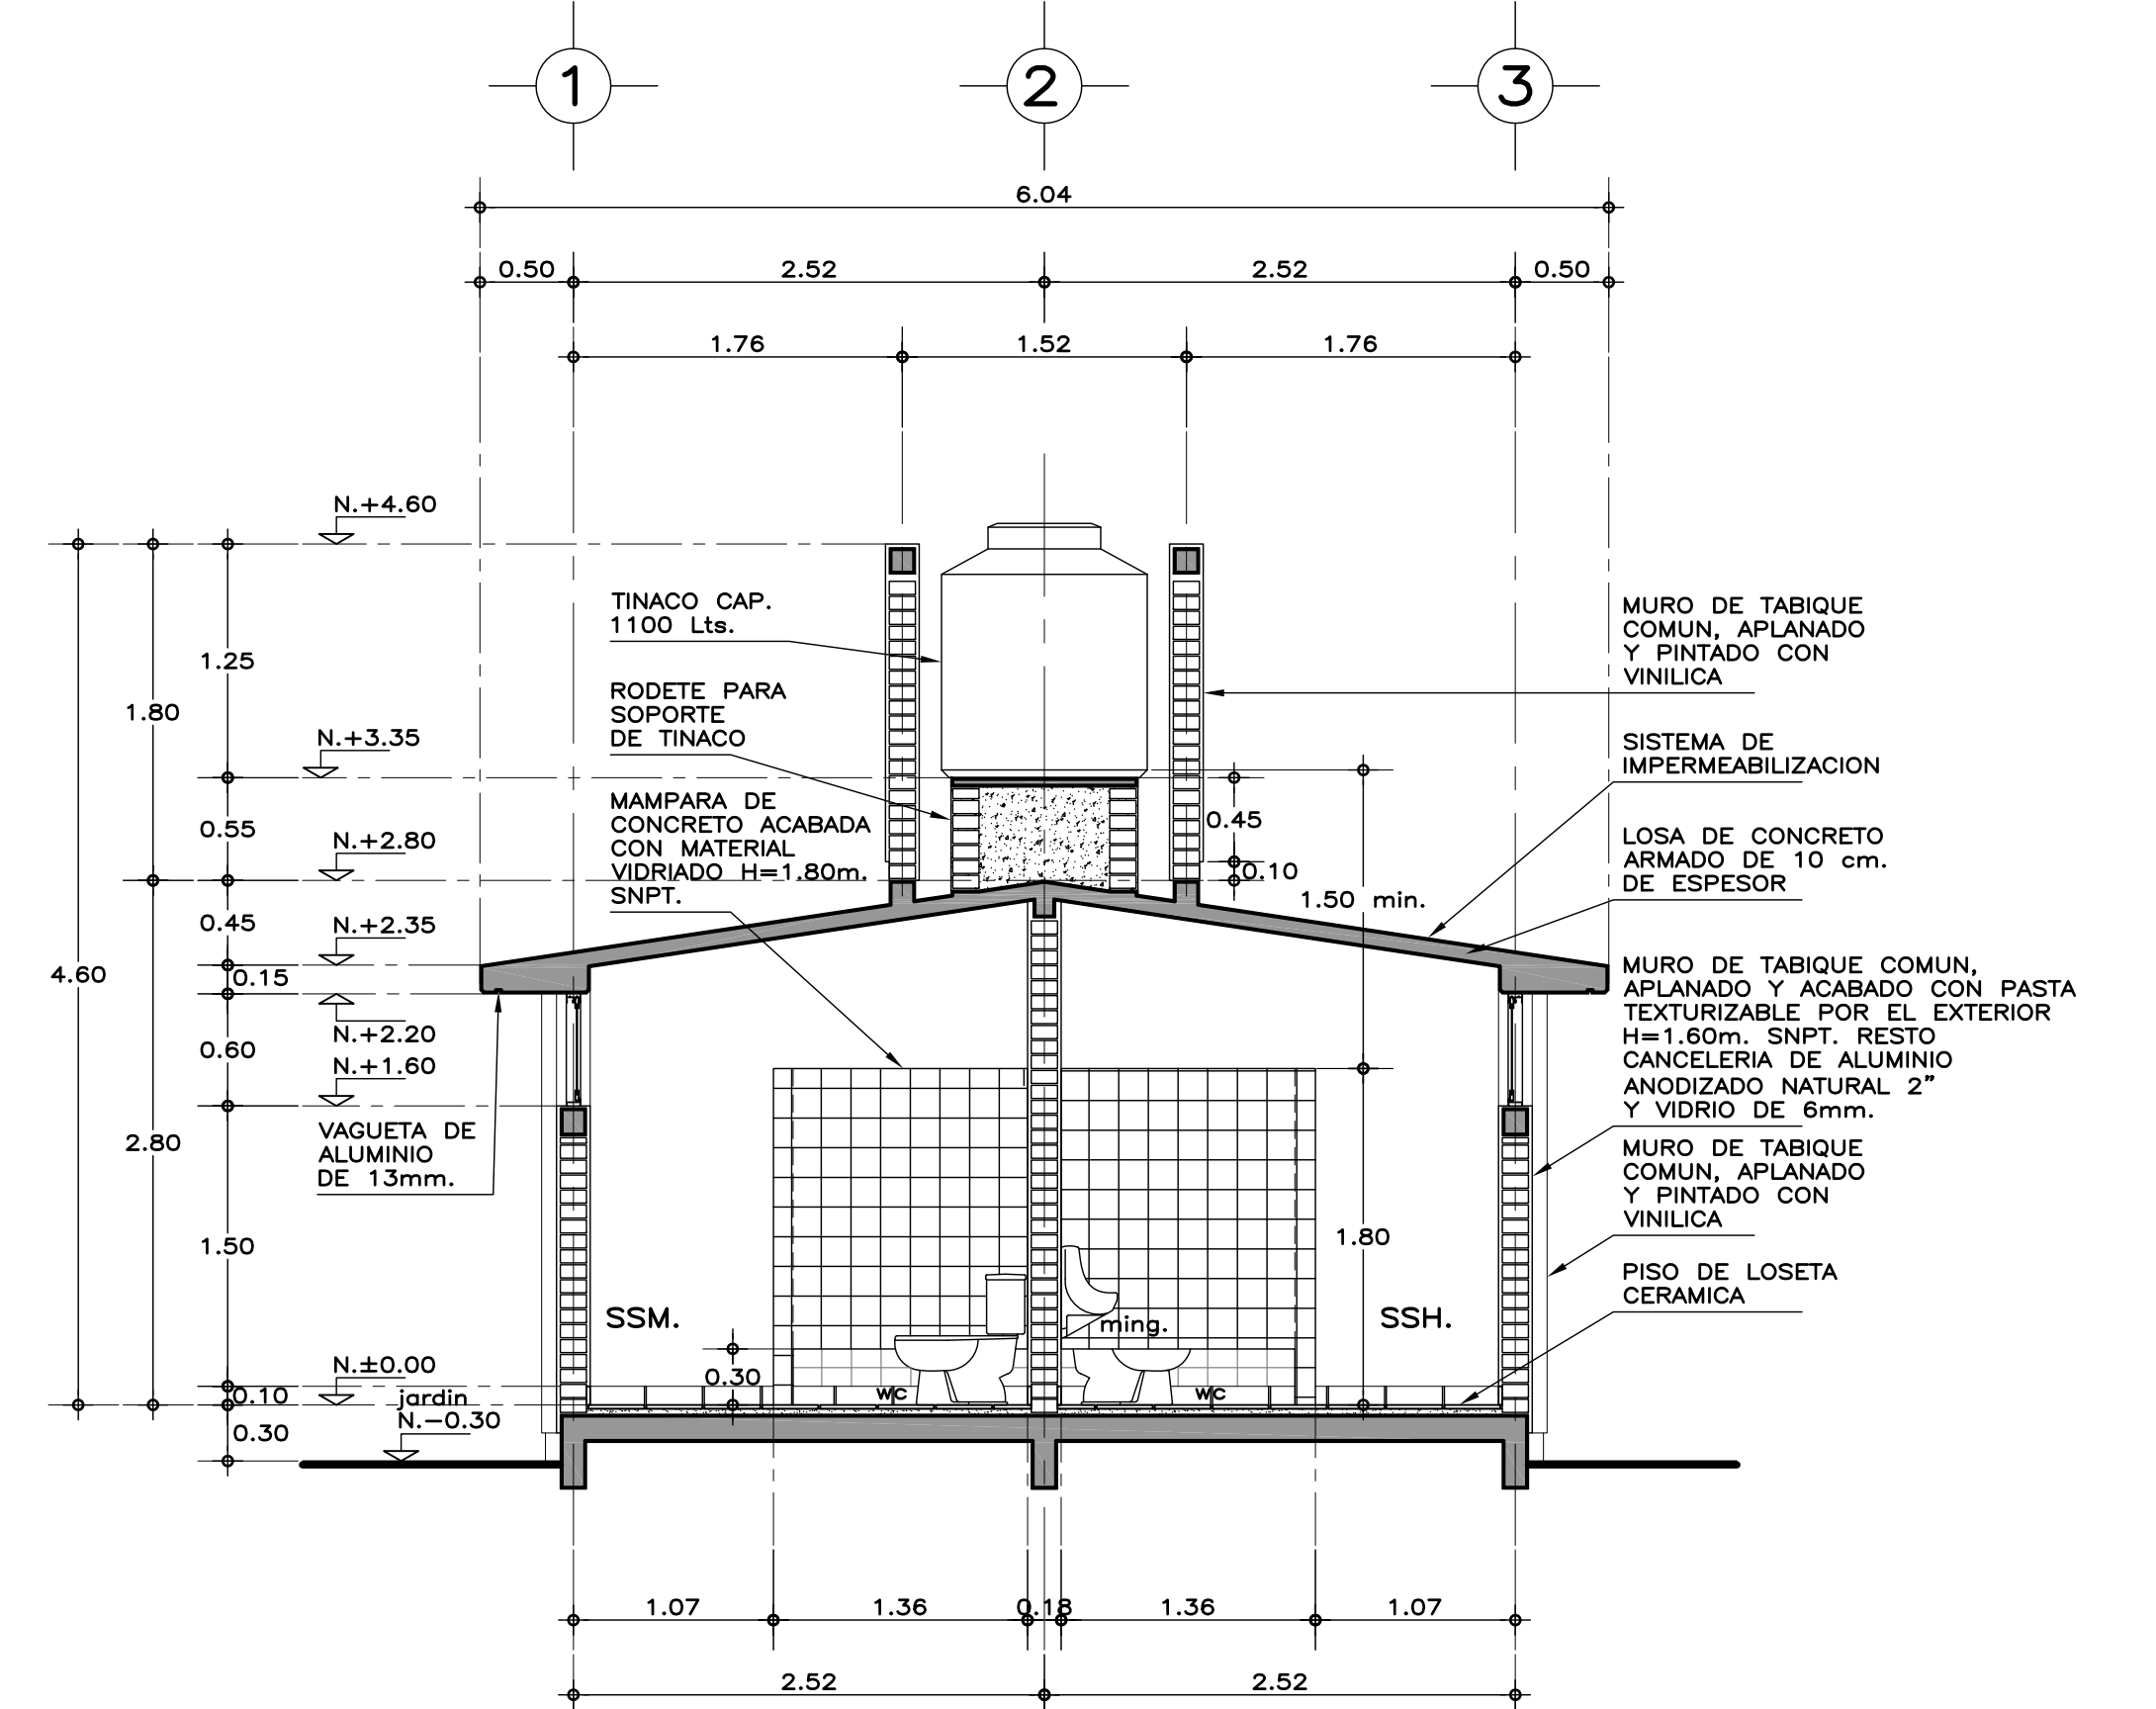 1 2 3
6.04
0.50 2.52 2.52 0.50
1.76 1.52 1.76
N.+4.60
TINACO CAP.
1100 Lts.
MURO DE TABIQUE
COMUN, APLANADO
Y PINTADO CON
VINILICA
1.25
1.80
RODETE PARA
SOPORTE
DE TINACO
N.+3.35
SISTEMA DE
IMPERMEABILIZACION
MAMPARA DE
CONCRETO ACABADA
CON MATERIAL
VIDRIADO H=1.80m.
SNPT.
0.55
0.45
N.+2.80
0.10
1.50 min.
LOSA DE CONCRETO
ARMADO DE 10 cm.
DE ESPESOR
0.45
N.+2.35
4.60
0.15
MURO DE TABIQUE COMUN,
APLANADO Y ACABADO CON PASTA
TEXTURIZABLE POR EL EXTERIOR
H=1.60m. SNPT. RESTO
CANCELERIA DE ALUMINIO
ANODIZADO NATURAL 2”
Y VIDRIO DE 6mm.
N.+2.20
0.60
N.+1.60
2.80
VAGUETA DE
ALUMINIO
DE 13mm.
MURO DE TABIQUE
COMUN, APLANADO
Y PINTADO CON
VINILICA
1.50
1.80
PISO DE LOSETA
CERAMICA
SSM.
ming.
SSH.
N.±0.00
0.30
0.10
WC
WC
jardin
N.−0.30
0.30
1.07 1.36 0.18 1.36 1.07
2.52 2.52